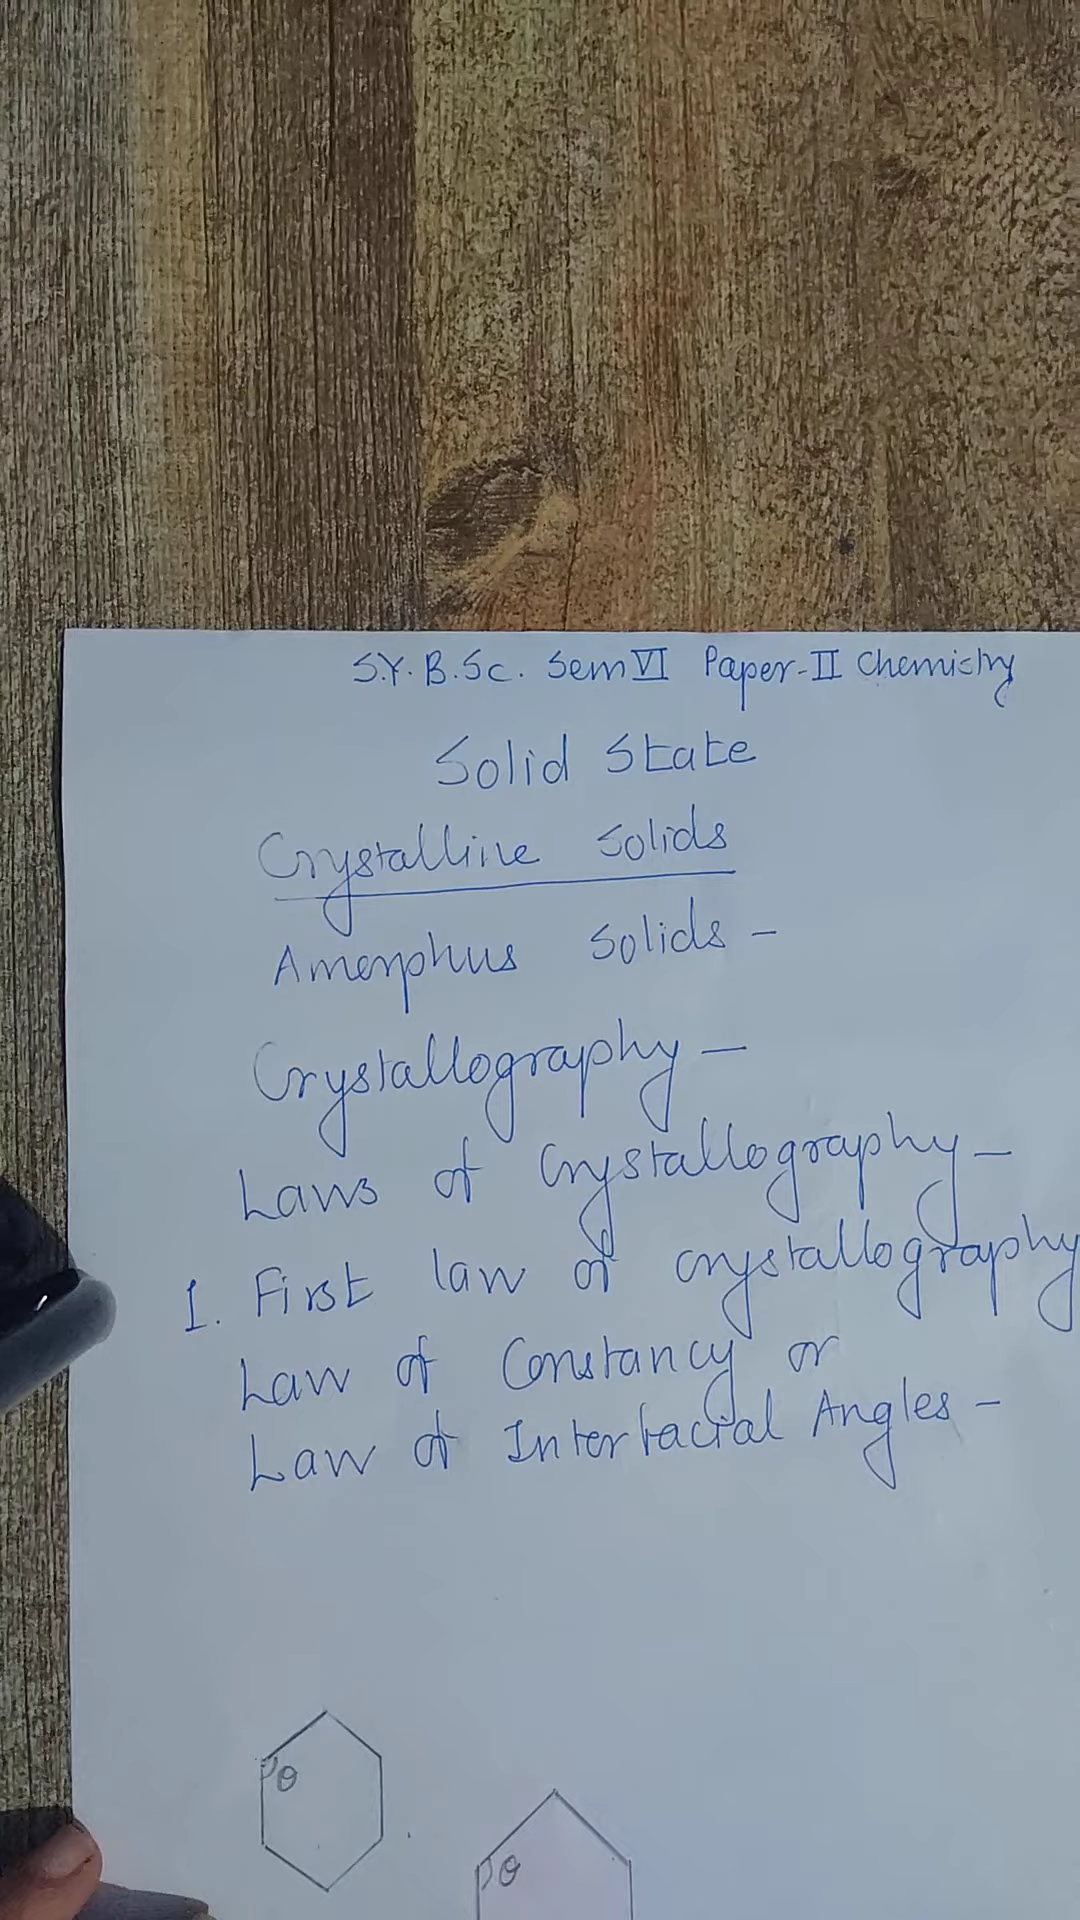 S.Y.B.Sc. Sem VI Paper-II Chemistry
Solid State
Crystalline Solids
Amorphus Solids -
Crystallography -
Laws of Crystallography -
1. First law of crystallography
Law of Constancy or
Law of Interfacial Angles -
θ
θ